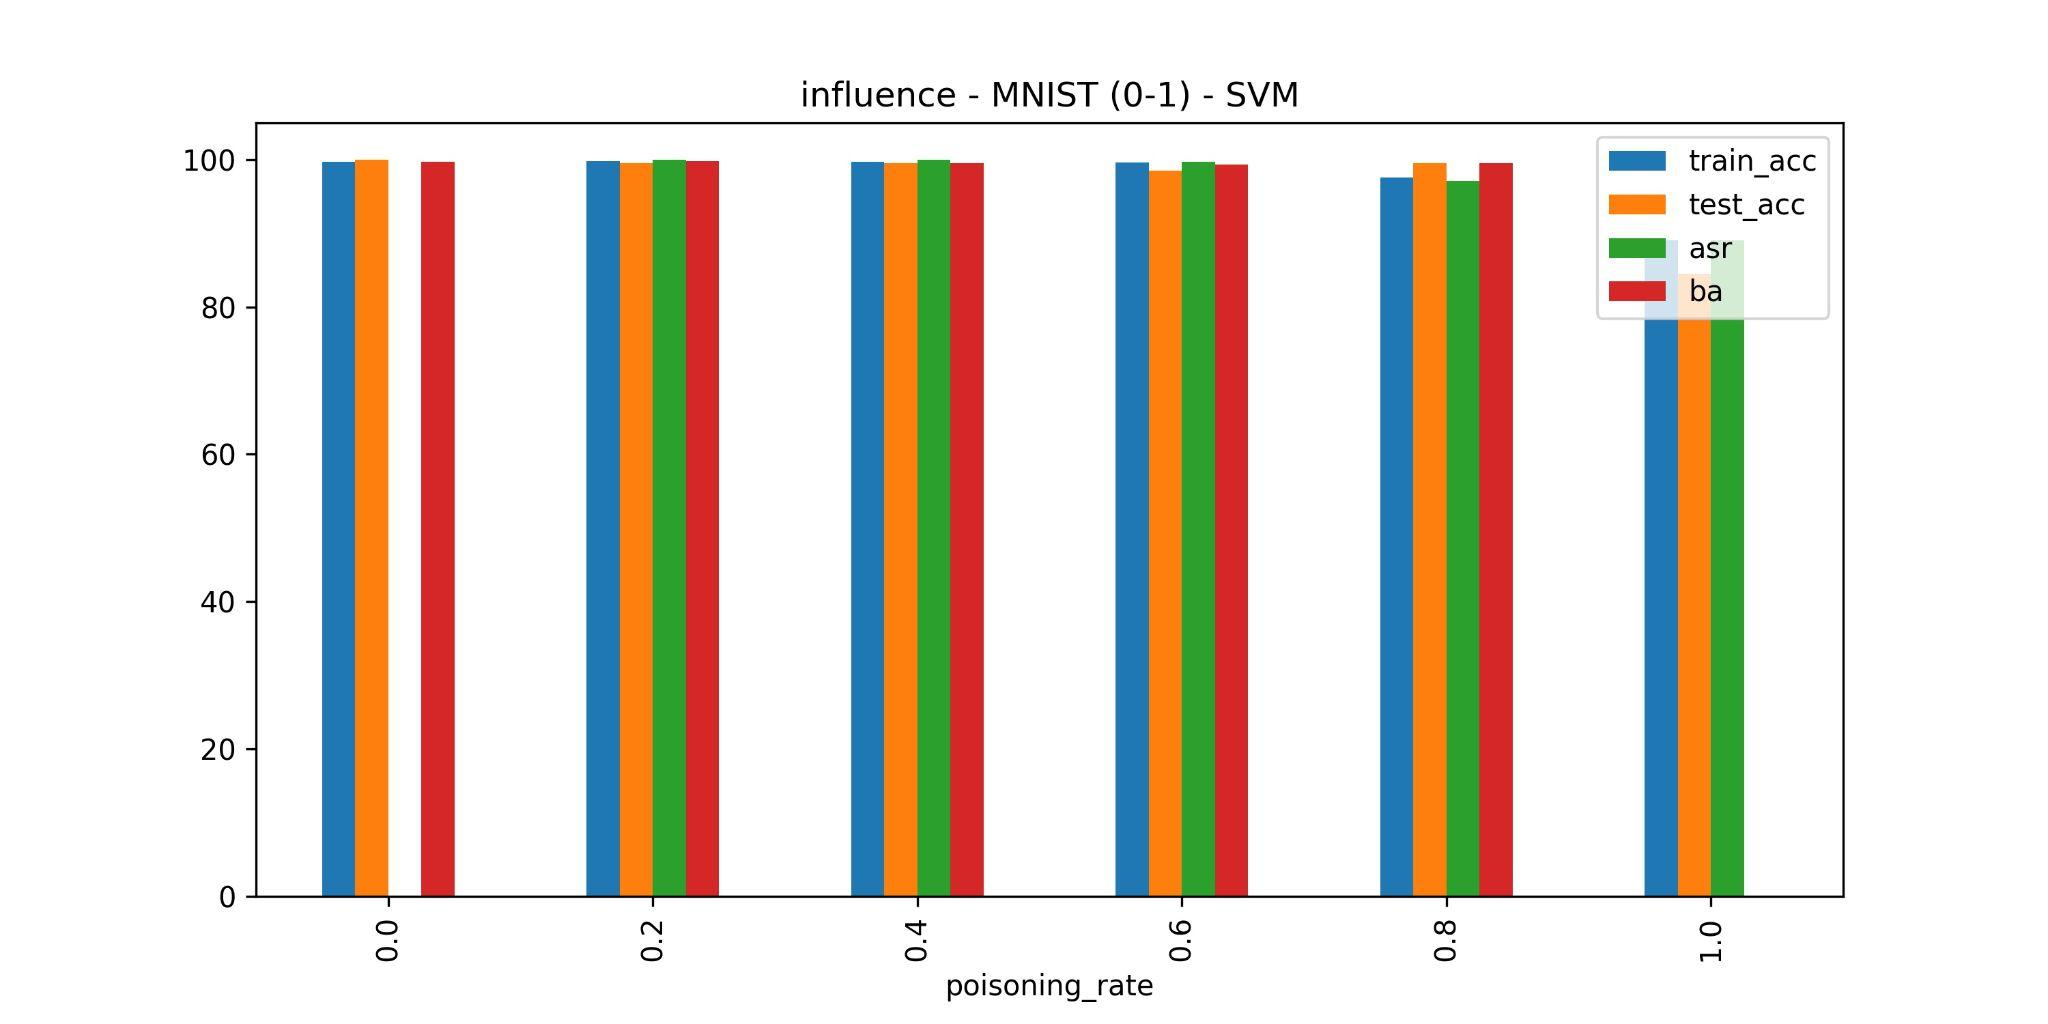 influence - MNIST (0-1) - SVM
100
80
60
40
20
0
train_acc
test_acc
asr
ba
0.0
0.2
0.4
0.6
0.8
1.0
poisoning_rate